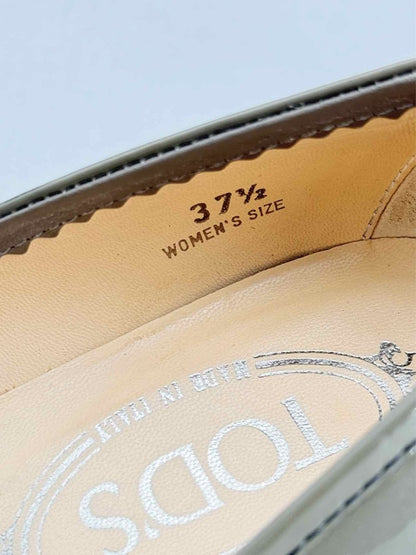 37½
WOMEN'S SIZE
MADE IN ITALY
TOD'S